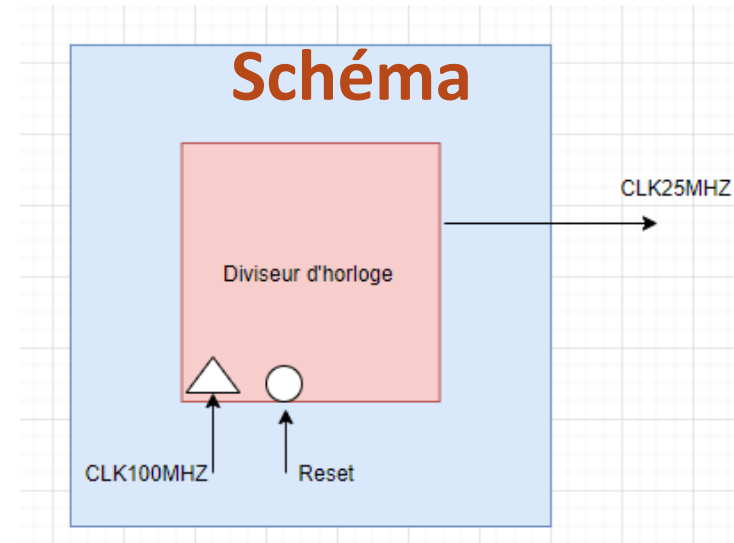 Schéma
CLK25MHZ
Diviseur d'horloge
CLK100MHZ
Reset